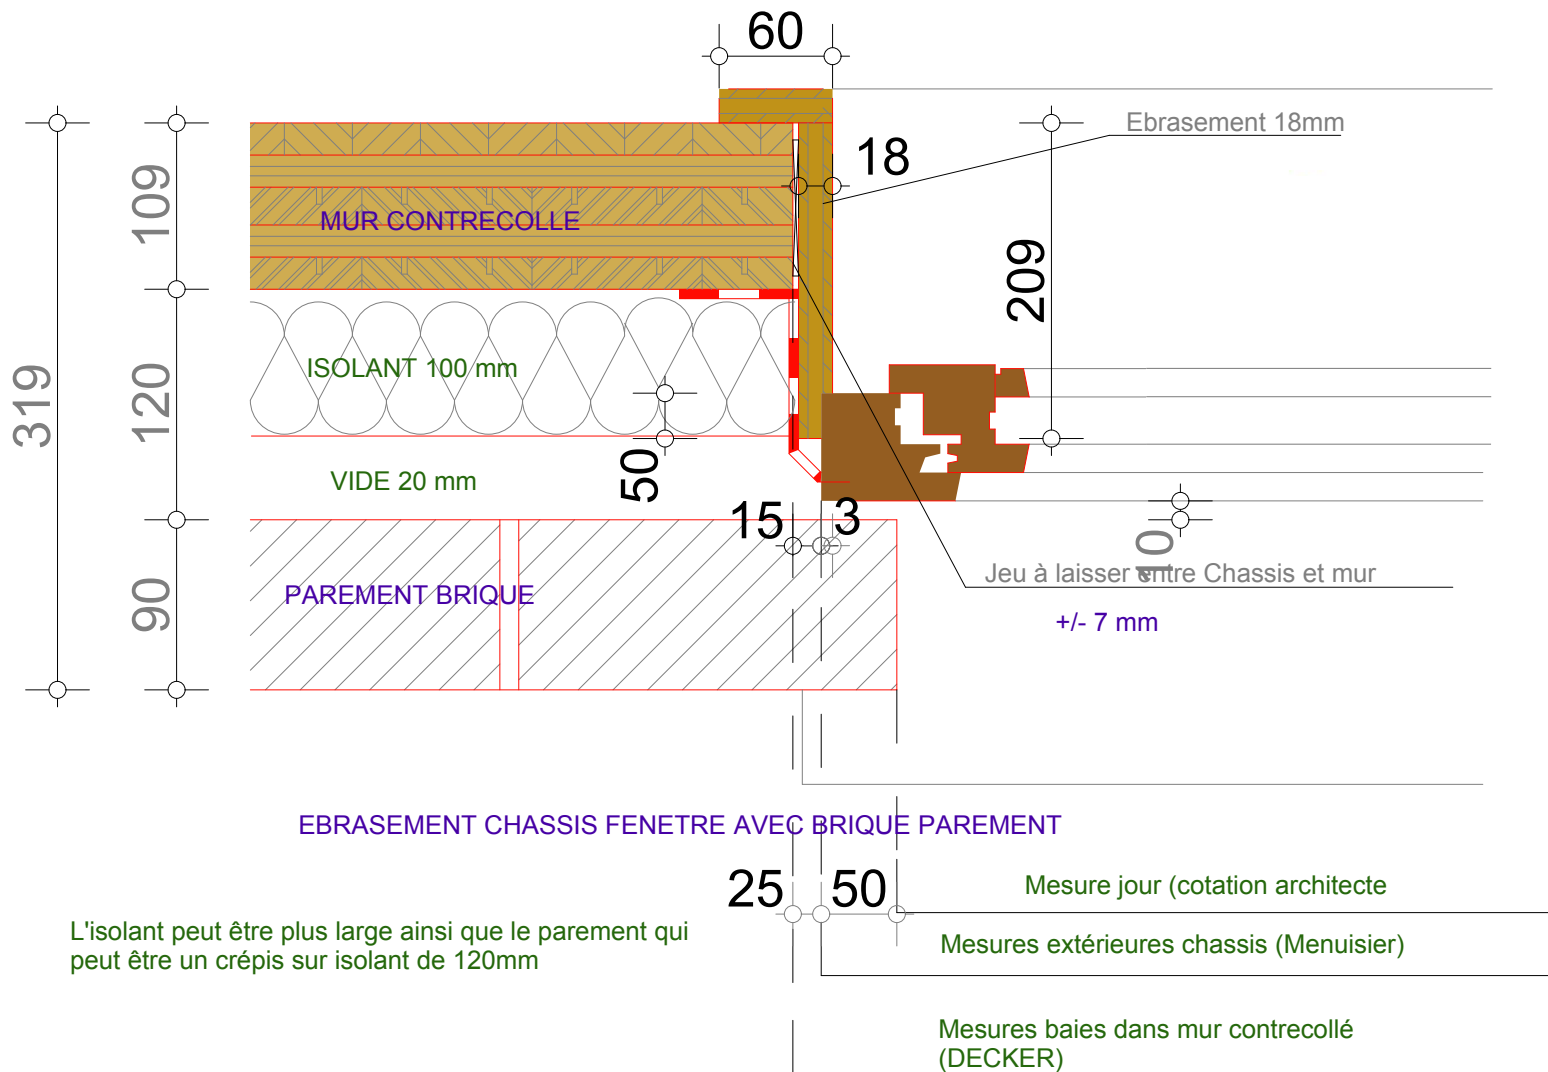 60
Ebrasement 18mm
18
109
MUR CONTRECOLLE
209
319
120
ISOLANT 100 mm
50
VIDE 20 mm
15
3
10
Jeu à laisser entre Chassis et mur
90
PAREMENT BRIQUE
+/- 7 mm
EBRASEMENT CHASSIS FENETRE AVEC BRIQUE PAREMENT
25
50
Mesure jour (cotation architecte
L'isolant peut être plus large ainsi que le parement qui
peut être un crépis sur isolant de 120mm
Mesures extérieures chassis (Menuisier)
Mesures baies dans mur contrecollé
(DECKER)